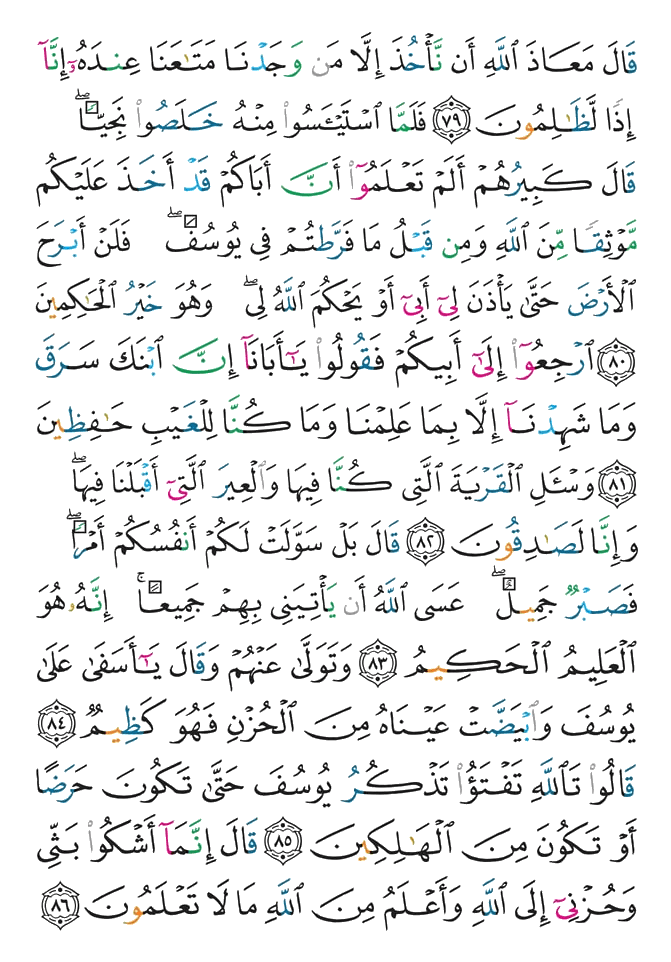 قَالَ مَعَاذَ ٱللَّهِ أَن نَّأْخُذَ إِلَّا مَن وَجَدْنَا مَتَٰعَنَا عِندَهُۥٓ إِنَّآ
إِذًا لَّظَٰلِمُونَ ٧٩ فَلَمَّا ٱسْتَيْـَٔسُوا۟ مِنْهُ خَلَصُوا۟ نَجِيًّا ۖ
قَالَ كَبِيرُهُمْ أَلَمْ تَعْلَمُوٓا۟ أَنَّ أَبَاكُمْ قَدْ أَخَذَ عَلَيْكُم
مَّوْثِقًا مِّنَ ٱللَّهِ وَمِن قَبْلُ مَا فَرَّطتُمْ فِى يُوسُفَ ۖ فَلَنْ أَبْرَحَ
ٱلْأَرْضَ حَتَّىٰ يَأْذَنَ لِىٓ أَبِىٓ أَوْ يَحْكُمَ ٱللَّهُ لِى ۖ وَهُوَ خَيْرُ ٱلْحَٰكِمِينَ
٨٠ ٱرْجِعُوٓا۟ إِلَىٰٓ أَبِيكُمْ فَقُولُوا۟ يَٰٓأَبَانَآ إِنَّ ٱبْنَكَ سَرَقَ
وَمَا شَهِدْنَآ إِلَّا بِمَا عَلِمْنَا وَمَا كُنَّا لِلْغَيْبِ حَٰفِظِينَ
٨١ وَسْـَٔلِ ٱلْقَرْيَةَ ٱلَّتِى كُنَّا فِيهَا وَٱلْعِيرَ ٱلَّتِىٓ أَقْبَلْنَا فِيهَا ۖ
وَإِنَّا لَصَٰدِقُونَ ٨٢ قَالَ بَلْ سَوَّلَتْ لَكُمْ أَنفُسُكُمْ أَمْرًا ۖ
فَصَبْرٌ جَمِيلٌ ۖ عَسَى ٱللَّهُ أَن يَأْتِيَنِى بِهِمْ جَمِيعًا ۚ إِنَّهُۥ هُوَ
ٱلْعَلِيمُ ٱلْحَكِيمُ ٨٣ وَتَوَلَّىٰ عَنْهُمْ وَقَالَ يَٰٓأَسَفَىٰ عَلَىٰ
يُوسُفَ وَٱبْيَضَّتْ عَيْنَاهُ مِنَ ٱلْحُزْنِ فَهُوَ كَظِيمٌ ٨٤
قَالُوا۟ تَٱللَّهِ تَفْتَؤُا۟ تَذْكُرُ يُوسُفَ حَتَّىٰ تَكُونَ حَرَضًا
أَوْ تَكُونَ مِنَ ٱلْهَٰلِكِينَ ٨٥ قَالَ إِنَّمَآ أَشْكُوا۟ بَثِّى
وَحُزْنِىٓ إِلَى ٱللَّهِ وَأَعْلَمُ مِنَ ٱللَّهِ مَا لَا تَعْلَمُونَ ٨٦